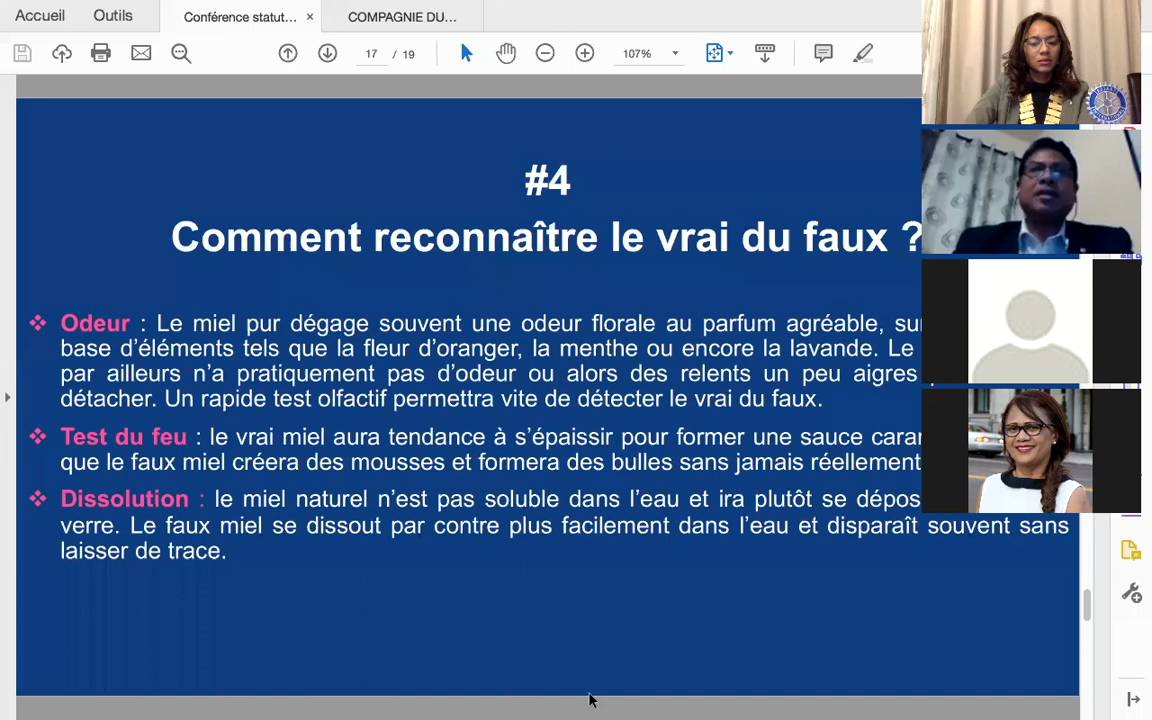 Accueil
Outils
Conférence statut... ×
COMPAGNIE DU...
17 / 19
107%
#4
Comment reconnaître le vrai du faux ?
❖ Odeur : Le miel pur dégage souvent une odeur florale au parfum agréable,
base d’éléments tels que la fleur d’oranger, la menthe ou encore la lavande. Le
par ailleurs n’a pratiquement pas d’odeur ou alors des relents un peu aigres
détacher. Un rapide test olfactif permettra vite de détecter le vrai du faux.
❖ Test du feu : le vrai miel aura tendance à s’épaissir pour former une sauce
que le faux miel créera des mousses et formera des bulles sans jamais réellement
❖ Dissolution : le miel naturel n’est pas soluble dans l’eau et ira plutôt se
verre. Le faux miel se dissout par contre plus facilement dans l’eau et disparaît souvent sans
laisser de trace.